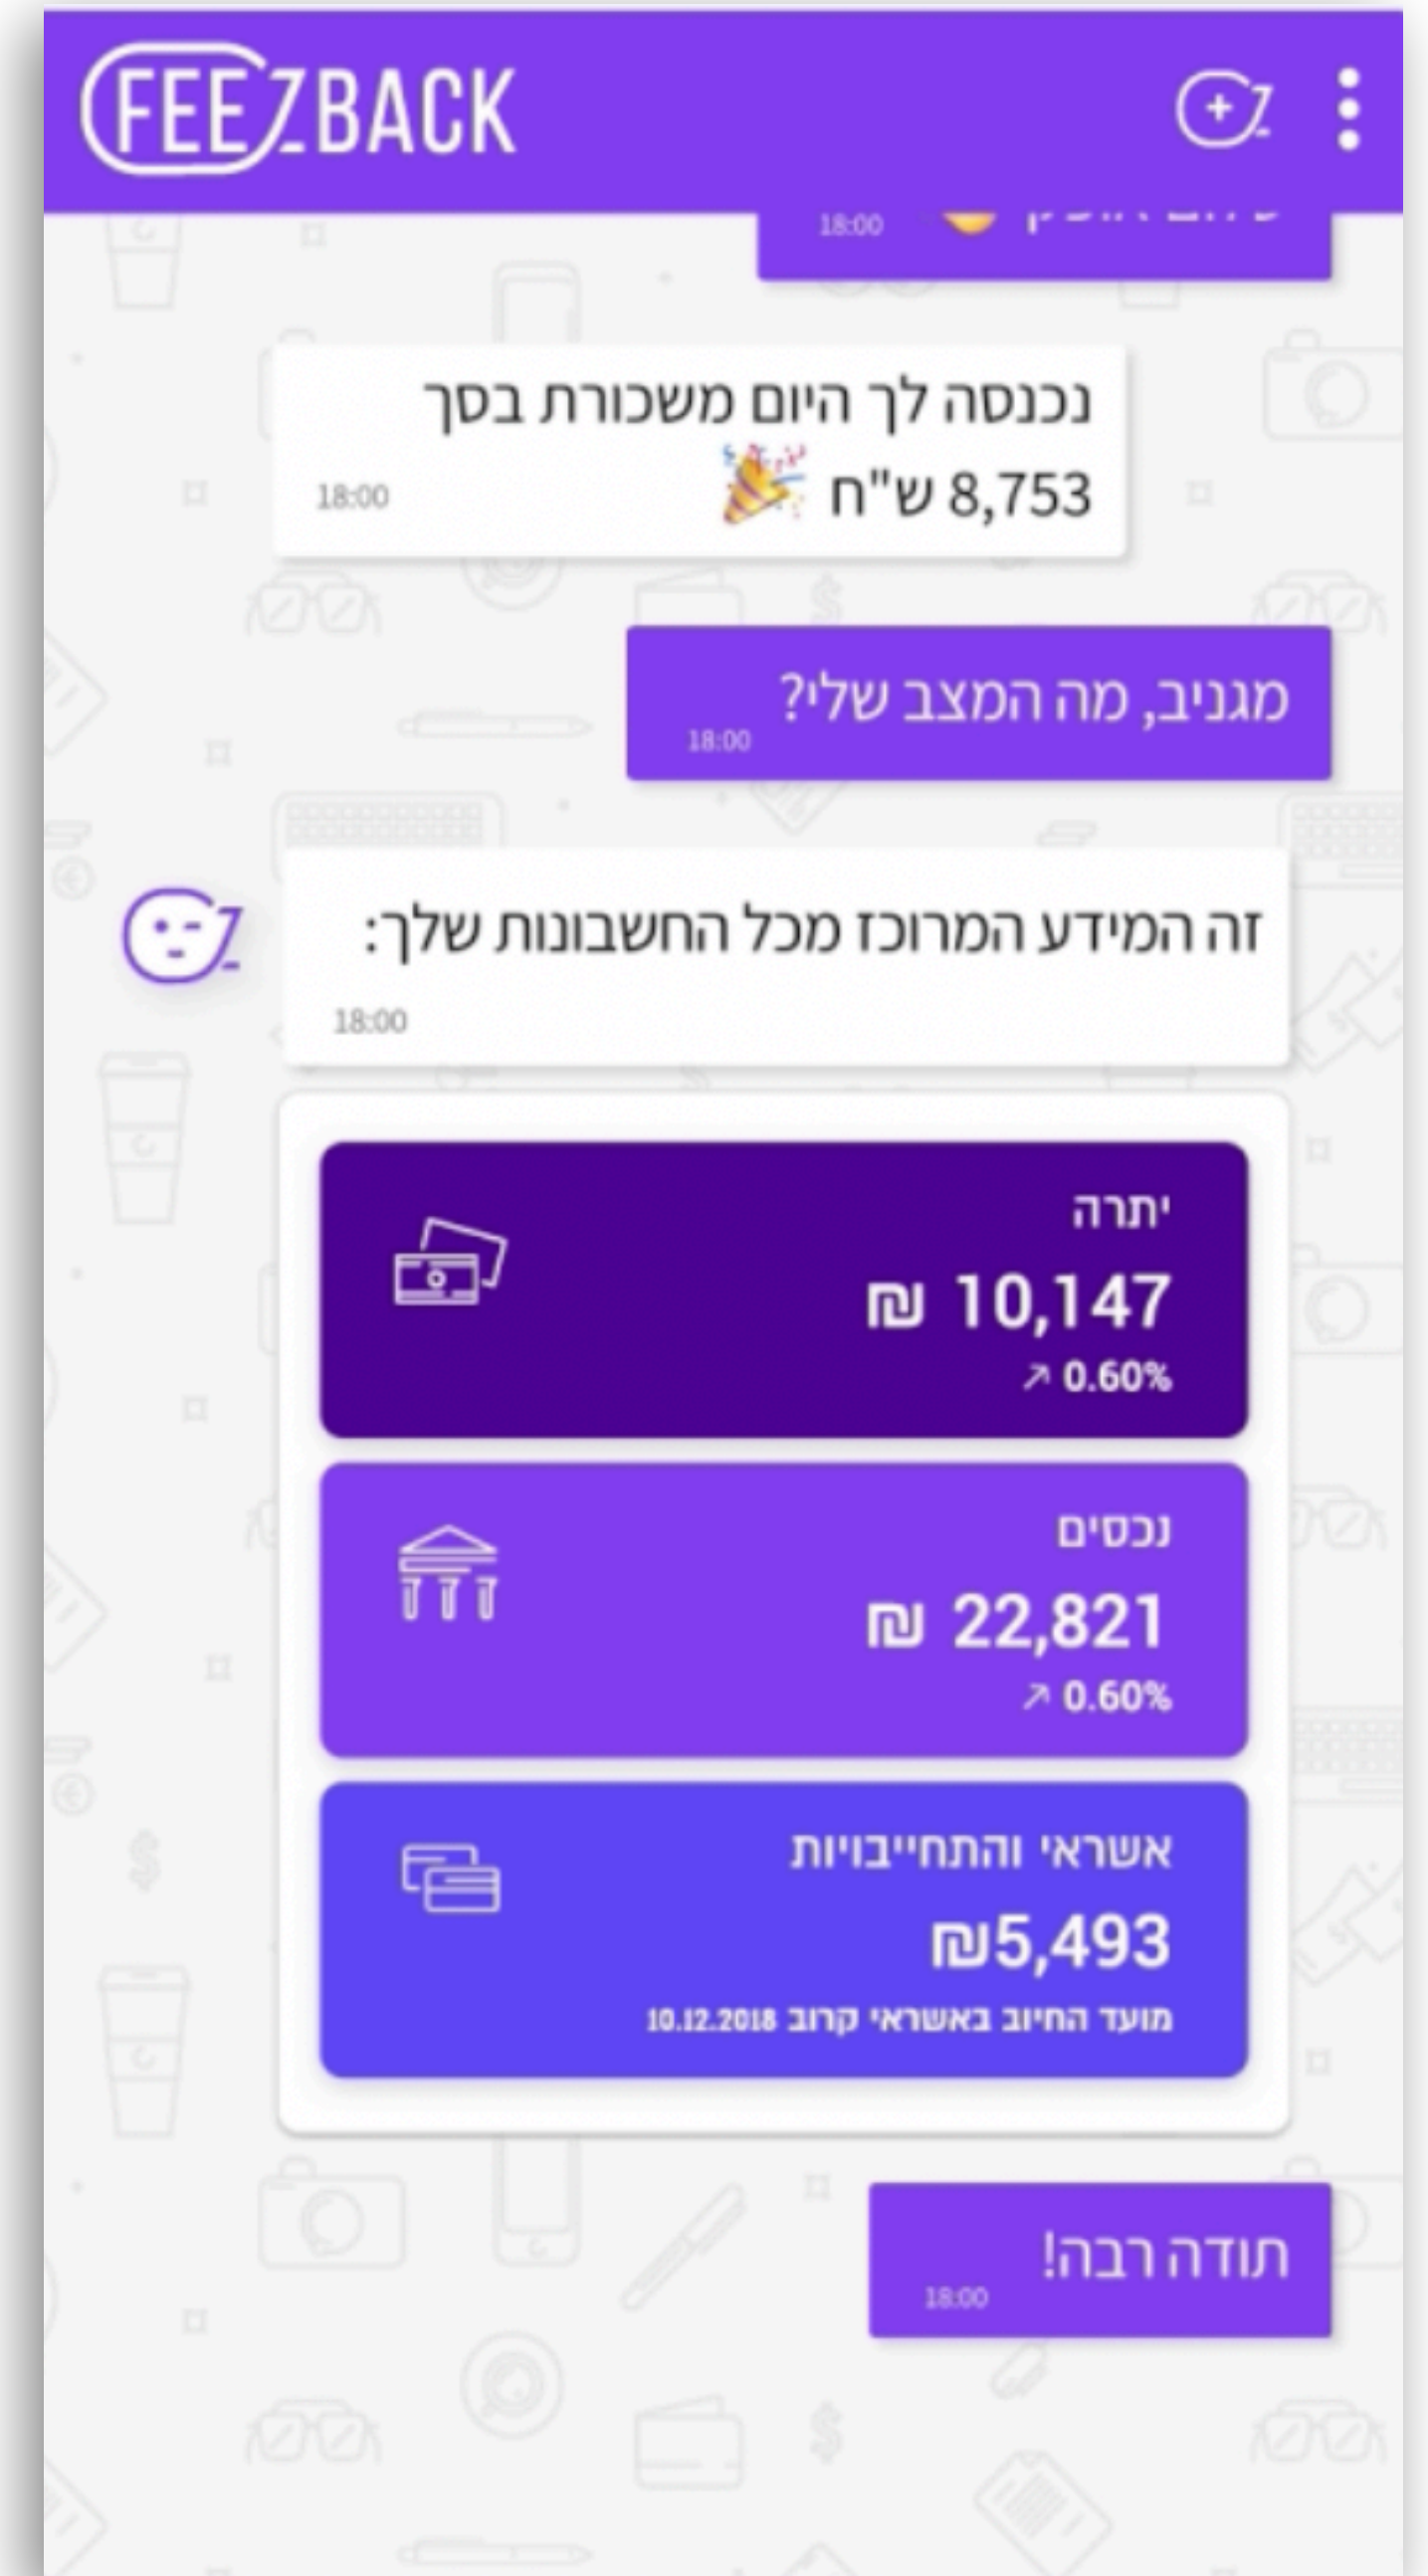 FEEZBACK
18:00
נכנסה לך היום משכורת בסך
8,753 ש"ח
18:00
מגניב, מה המצב שלי?
18:00
זה המידע המרוכז מכל החשבונות שלך:
18:00
יתרה
10,147 ₪
0.60% ↗
נכסים
22,821 ₪
0.60% ↗
אשראי והתחייבויות
5,493₪
מועד החיוב באשראי קרוב 10.12.2018
תודה רבה!
18:00